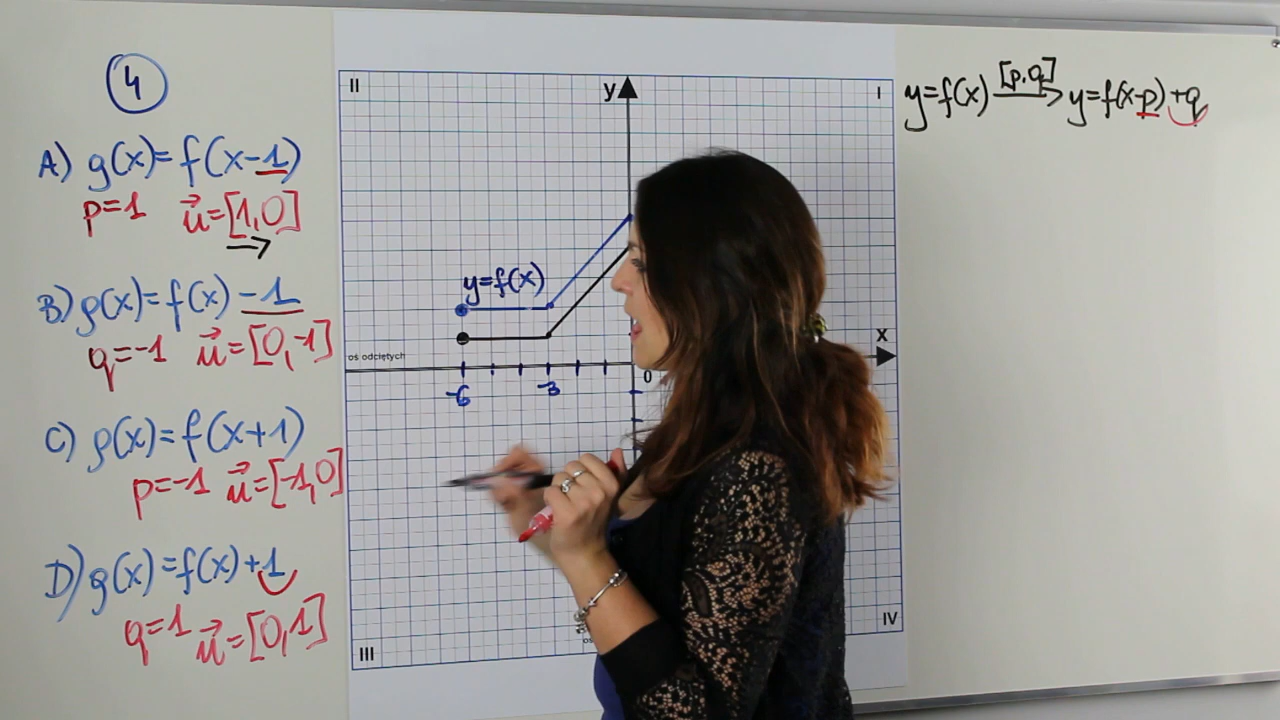 4
A) g(x)=f(x-1)
p=1 u⃗=[1,0]
B) g(x)=f(x)-1
q=-1 u⃗=[0,-1]
C) g(x)=f(x+1)
p=-1 u⃗=[-1,0]
D) g(x)=f(x)+1
q=1 u⃗=[0,1]
II
y
I
y=f(x)
x
oś odciętych
0
-6
-3
III
IV
[p,q]
y=f(x) → y=f(x-p)+q